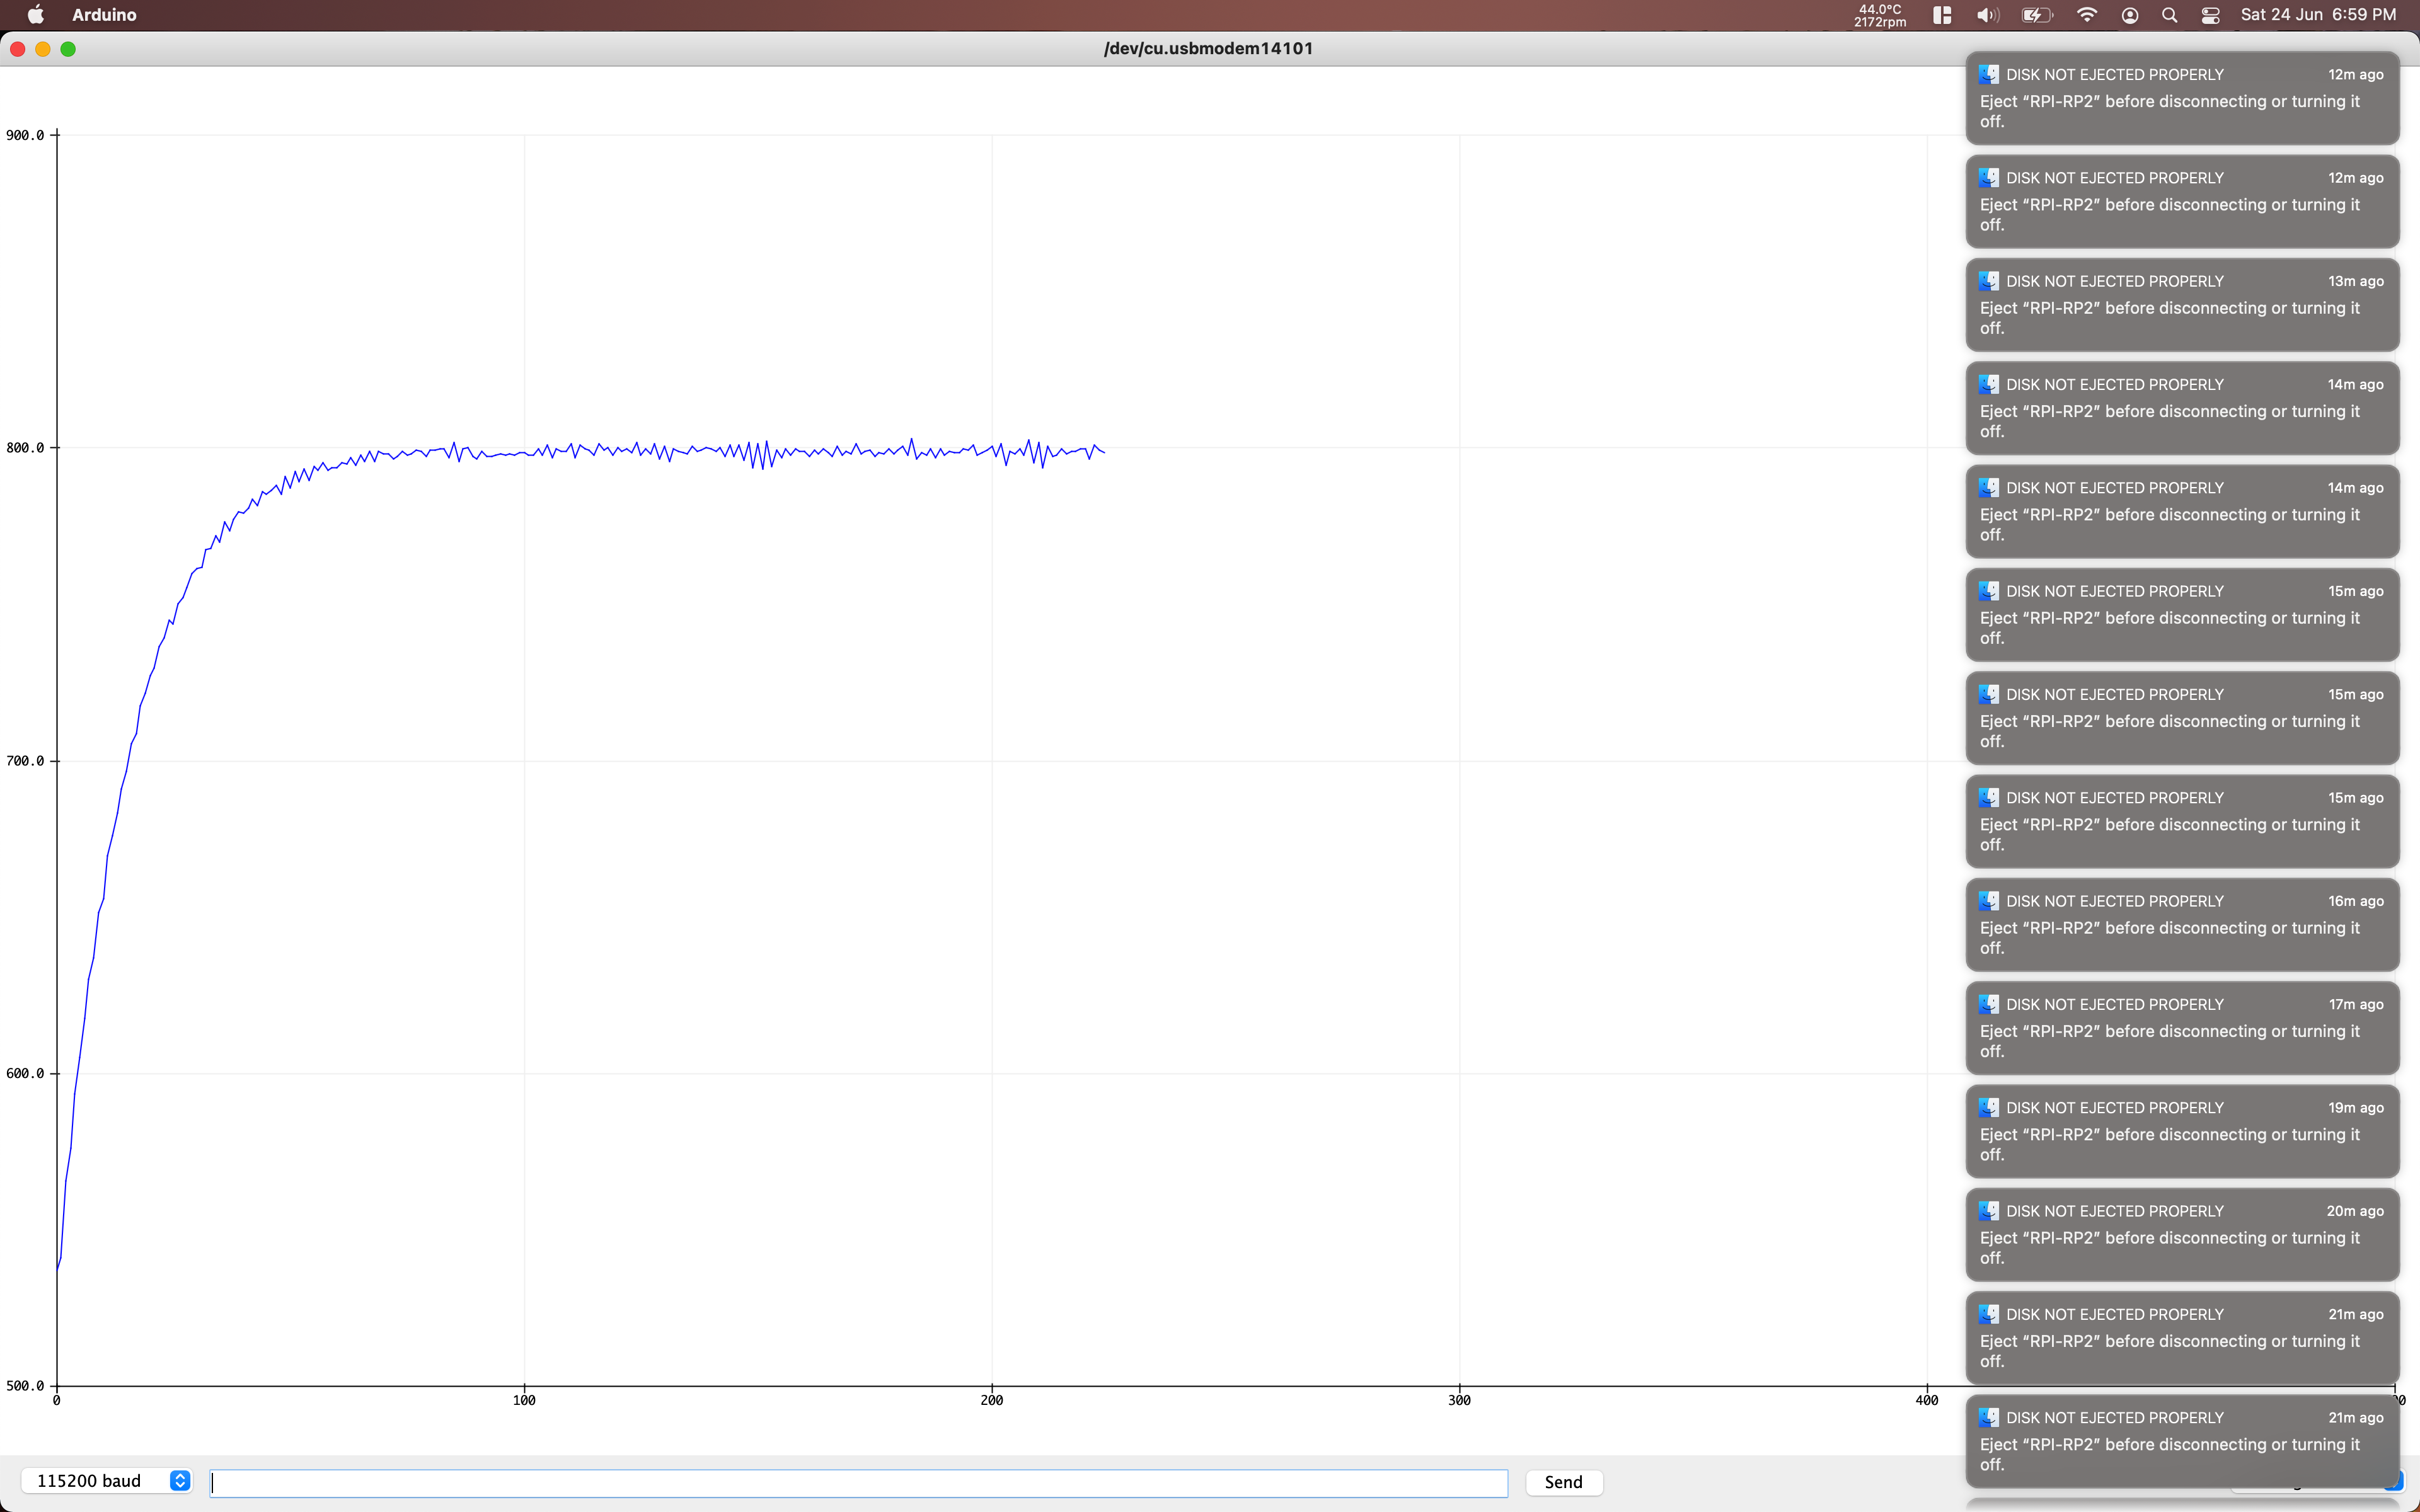 Arduino
44.0°C
2172rpm
Sat 24 Jun 6:59 PM
/dev/cu.usbmodem14101
900.0
800.0
700.0
600.0
500.0
0
100
200
300
400
DISK NOT EJECTED PROPERLY 12m ago
Eject “RPI-RP2” before disconnecting or turning it
off.
DISK NOT EJECTED PROPERLY 12m ago
Eject “RPI-RP2” before disconnecting or turning it
off.
DISK NOT EJECTED PROPERLY 13m ago
Eject “RPI-RP2” before disconnecting or turning it
off.
DISK NOT EJECTED PROPERLY 14m ago
Eject “RPI-RP2” before disconnecting or turning it
off.
DISK NOT EJECTED PROPERLY 14m ago
Eject “RPI-RP2” before disconnecting or turning it
off.
DISK NOT EJECTED PROPERLY 15m ago
Eject “RPI-RP2” before disconnecting or turning it
off.
DISK NOT EJECTED PROPERLY 15m ago
Eject “RPI-RP2” before disconnecting or turning it
off.
DISK NOT EJECTED PROPERLY 15m ago
Eject “RPI-RP2” before disconnecting or turning it
off.
DISK NOT EJECTED PROPERLY 16m ago
Eject “RPI-RP2” before disconnecting or turning it
off.
DISK NOT EJECTED PROPERLY 17m ago
Eject “RPI-RP2” before disconnecting or turning it
off.
DISK NOT EJECTED PROPERLY 19m ago
Eject “RPI-RP2” before disconnecting or turning it
off.
DISK NOT EJECTED PROPERLY 20m ago
Eject “RPI-RP2” before disconnecting or turning it
off.
DISK NOT EJECTED PROPERLY 21m ago
Eject “RPI-RP2” before disconnecting or turning it
off.
DISK NOT EJECTED PROPERLY 21m ago
Eject “RPI-RP2” before disconnecting or turning it
off.
115200 baud
Send